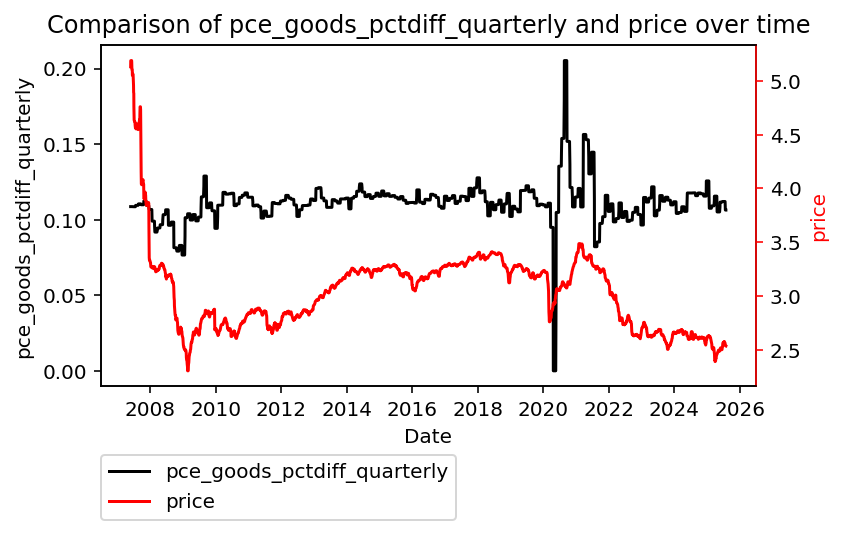 Comparison of pce_goods_pctdiff_quarterly and price over time
pce_goods_pctdiff_quarterly
0.20
0.15
0.10
0.05
0.00
5.0
4.5
4.0
3.5
3.0
2.5
price
2008 2010 2012 2014 2016 2018 2020 2022 2024 2026
Date
pce_goods_pctdiff_quarterly
price